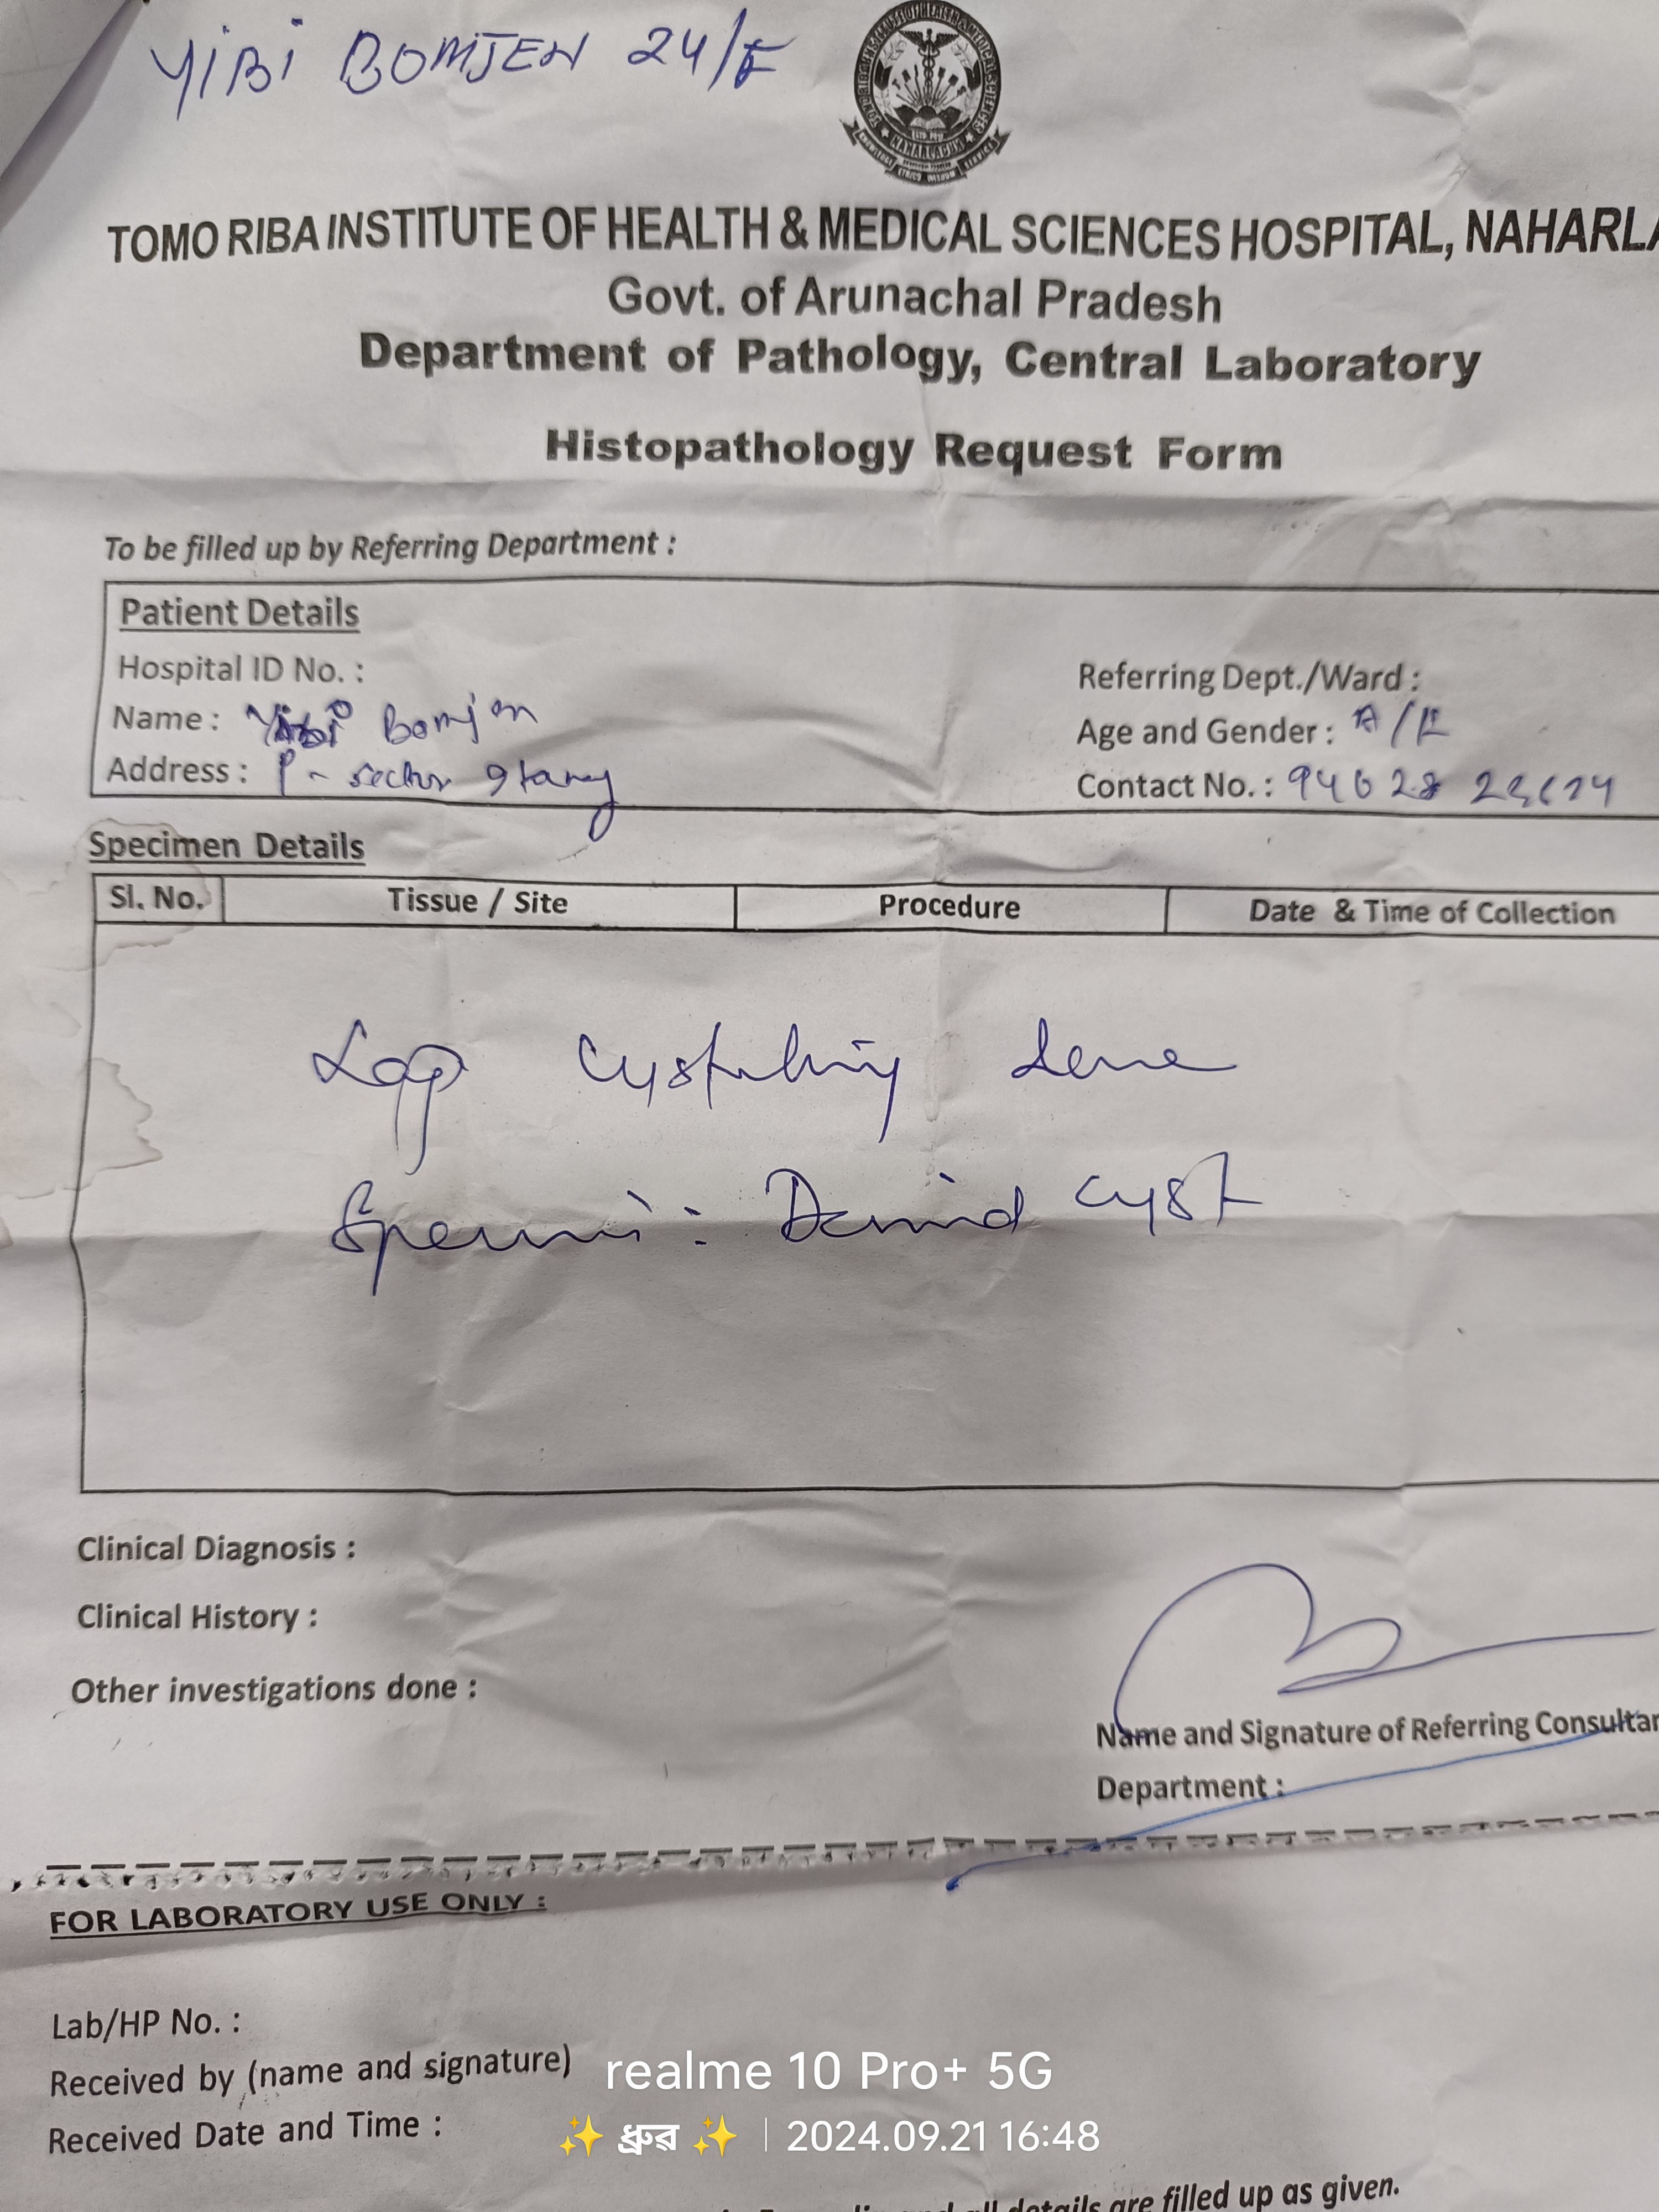 YIBI BOMJEN 24/F
TOMO RIBA INSTITUTE OF HEALTH & MEDICAL SCIENCES HOSPITAL, NAHARLA
Govt. of Arunachal Pradesh
Department of Pathology, Central Laboratory
Histopathology Request Form
To be filled up by Referring Department :
Patient Details
Hospital ID No. :
Referring Dept./Ward :
Name : Yibi Bomjen
Age and Gender : A/F
Address : P - sector
Contact No. :
Specimen Details
Sl. No. Tissue / Site Procedure Date & Time of Collection
Lap done
Cyst
Clinical Diagnosis :
Clinical History :
Other investigations done :
Name and Signature of Referring Consultan
Department :
FOR LABORATORY USE ONLY :
Lab/HP No. :
Received by (name and signature)
Received Date and Time :
realme 10 Pro+ 5G
✨ ধ্রুৱ ✨ | 2024.09.21 16:48
details are filled up as given.